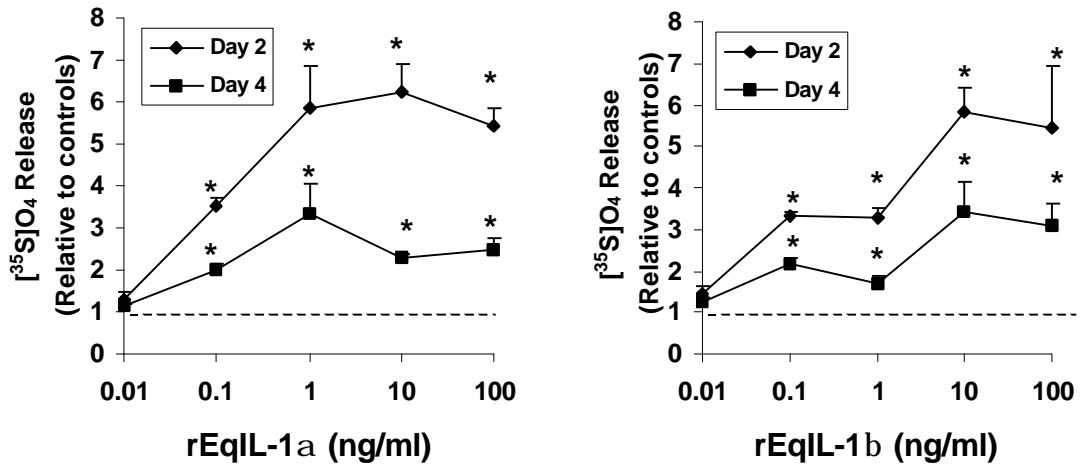 [³⁵S]O₄ Release
(Relative to controls)
8
7
6
5
4
3
2
1
0
Day 2
Day 4
*
*
*
*
*
*
*
*
0.01 0.1 1 10 100
rEqIL-1a (ng/ml)
[³⁵S]O₄ Release
(Relative to controls)
8
7
6
5
4
3
2
1
0
Day 2
Day 4
*
*
*
*
*
*
*
*
0.01 0.1 1 10 100
rEqIL-1b (ng/ml)